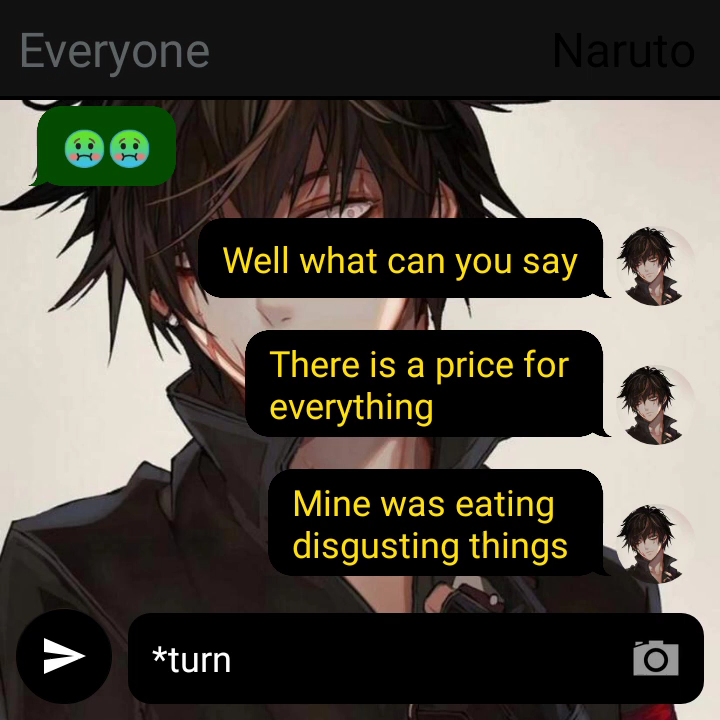 Everyone Naruto
🤢🤢
Well what can you say
There is a price for
everything
Mine was eating
disgusting things
*turn